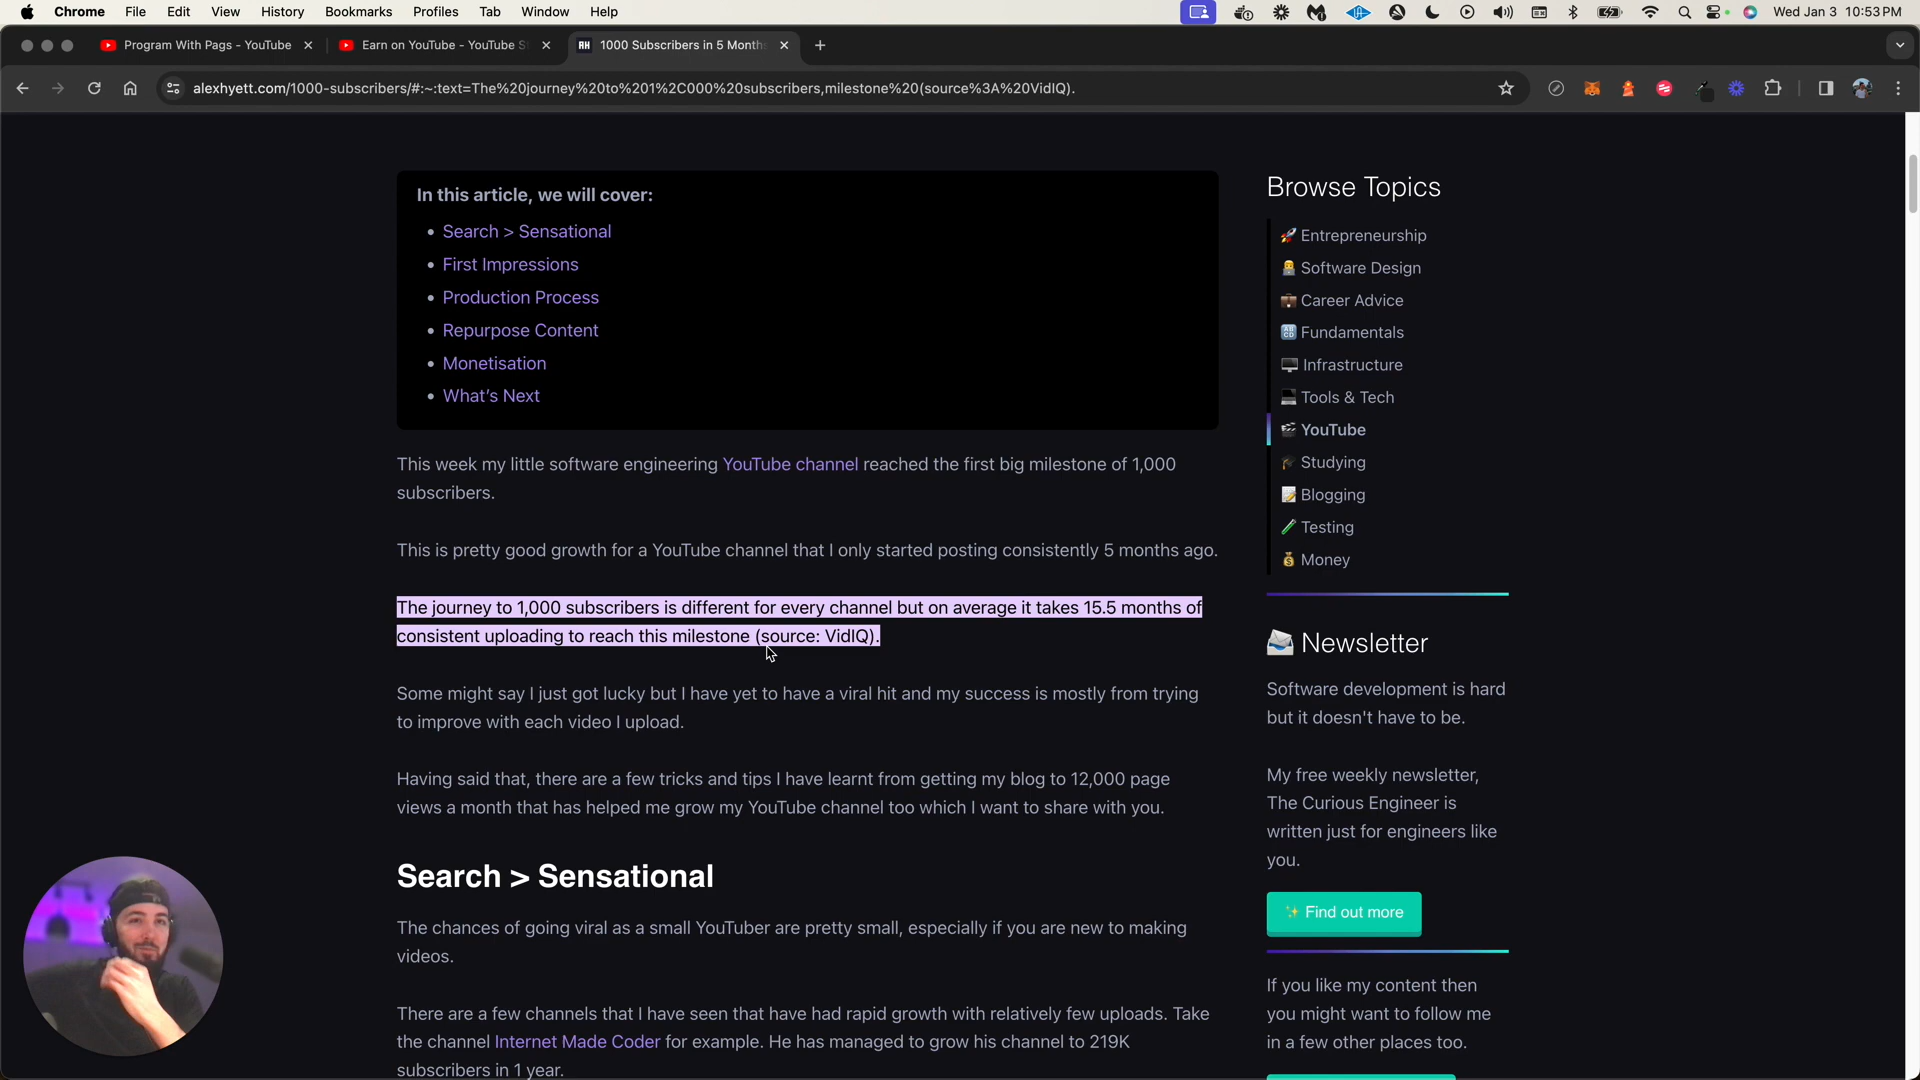 Chrome File Edit View History Bookmarks Profiles Tab Window Help Wed Jan 3 10:53 PM
Program With Pags - YouTube Earn on YouTube - YouTube S 1000 Subscribers in 5 Month
alexhyett.com/1000-subscribers/#:~:text=The%20journey%20to%201%2C000%20subscribers,milestone%20(source%3A%20VidIQ).
In this article, we will cover:
Search > Sensational
First Impressions
Production Process
Repurpose Content
Monetisation
What's Next
This week my little software engineering YouTube channel reached the first big milestone of 1,000
subscribers.
This is pretty good growth for a YouTube channel that I only started posting consistently 5 months ago.
The journey to 1,000 subscribers is different for every channel but on average it takes 15.5 months of
consistent uploading to reach this milestone (source: VidIQ).
Some might say I just got lucky but I have yet to have a viral hit and my success is mostly from trying
to improve with each video I upload.
Having said that, there are a few tricks and tips I have learnt from getting my blog to 12,000 page
views a month that has helped me grow my YouTube channel too which I want to share with you.
Search > Sensational
The chances of going viral as a small YouTuber are pretty small, especially if you are new to making
videos.
There are a few channels that I have seen that have had rapid growth with relatively few uploads. Take
the channel Internet Made Coder for example. He has managed to grow his channel to 219K
subscribers in 1 year.
Browse Topics
Entrepreneurship
Software Design
Career Advice
Fundamentals
Infrastructure
Tools & Tech
YouTube
Studying
Blogging
Testing
Money
Newsletter
Software development is hard
but it doesn't have to be.
My free weekly newsletter,
The Curious Engineer is
written just for engineers like
you.
Find out more
If you like my content then
you might want to follow me
in a few other places too.